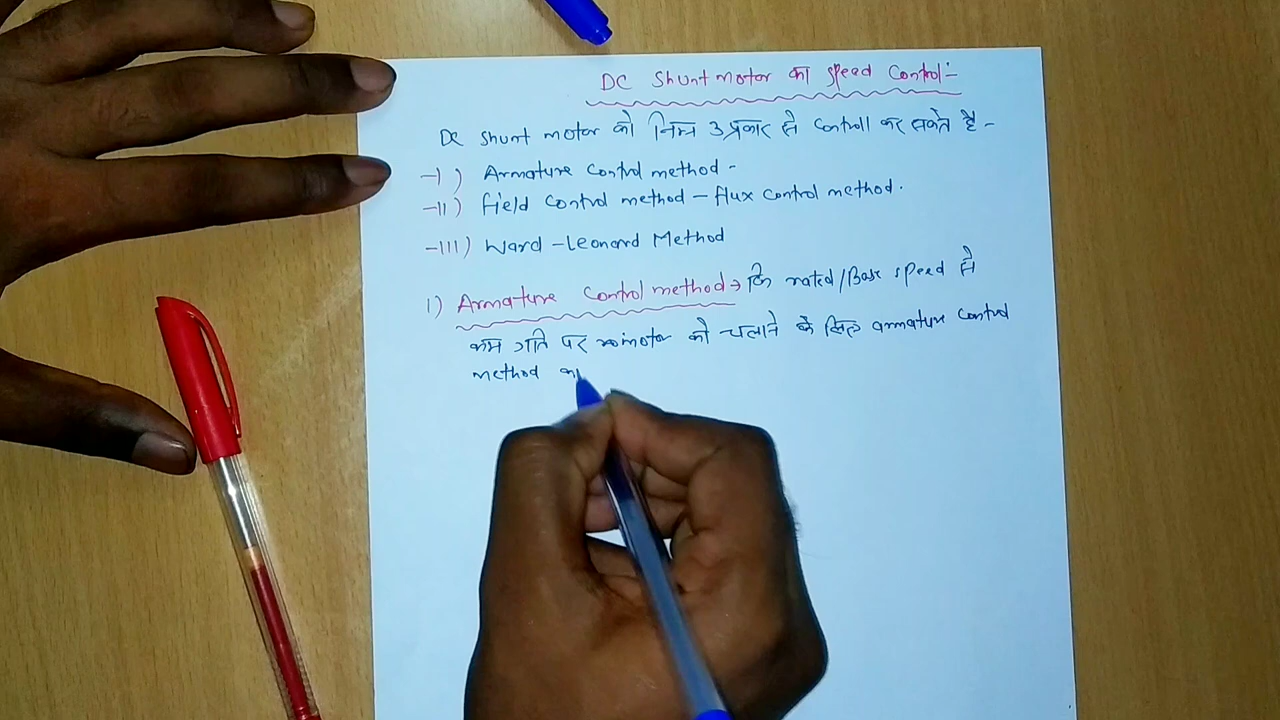 DC Shunt motor का speed Control:-
DC shunt motor को निम्न 3 प्रकार से Controll कर सकते है -
-I) Armature Control method -
-II) field Control method - flux Control method.
-III) Ward - Leonard Method
1) Armature Control method → कि rated/Base speed से
कम गति पर motor को चलाने के लिए armature Control
method का